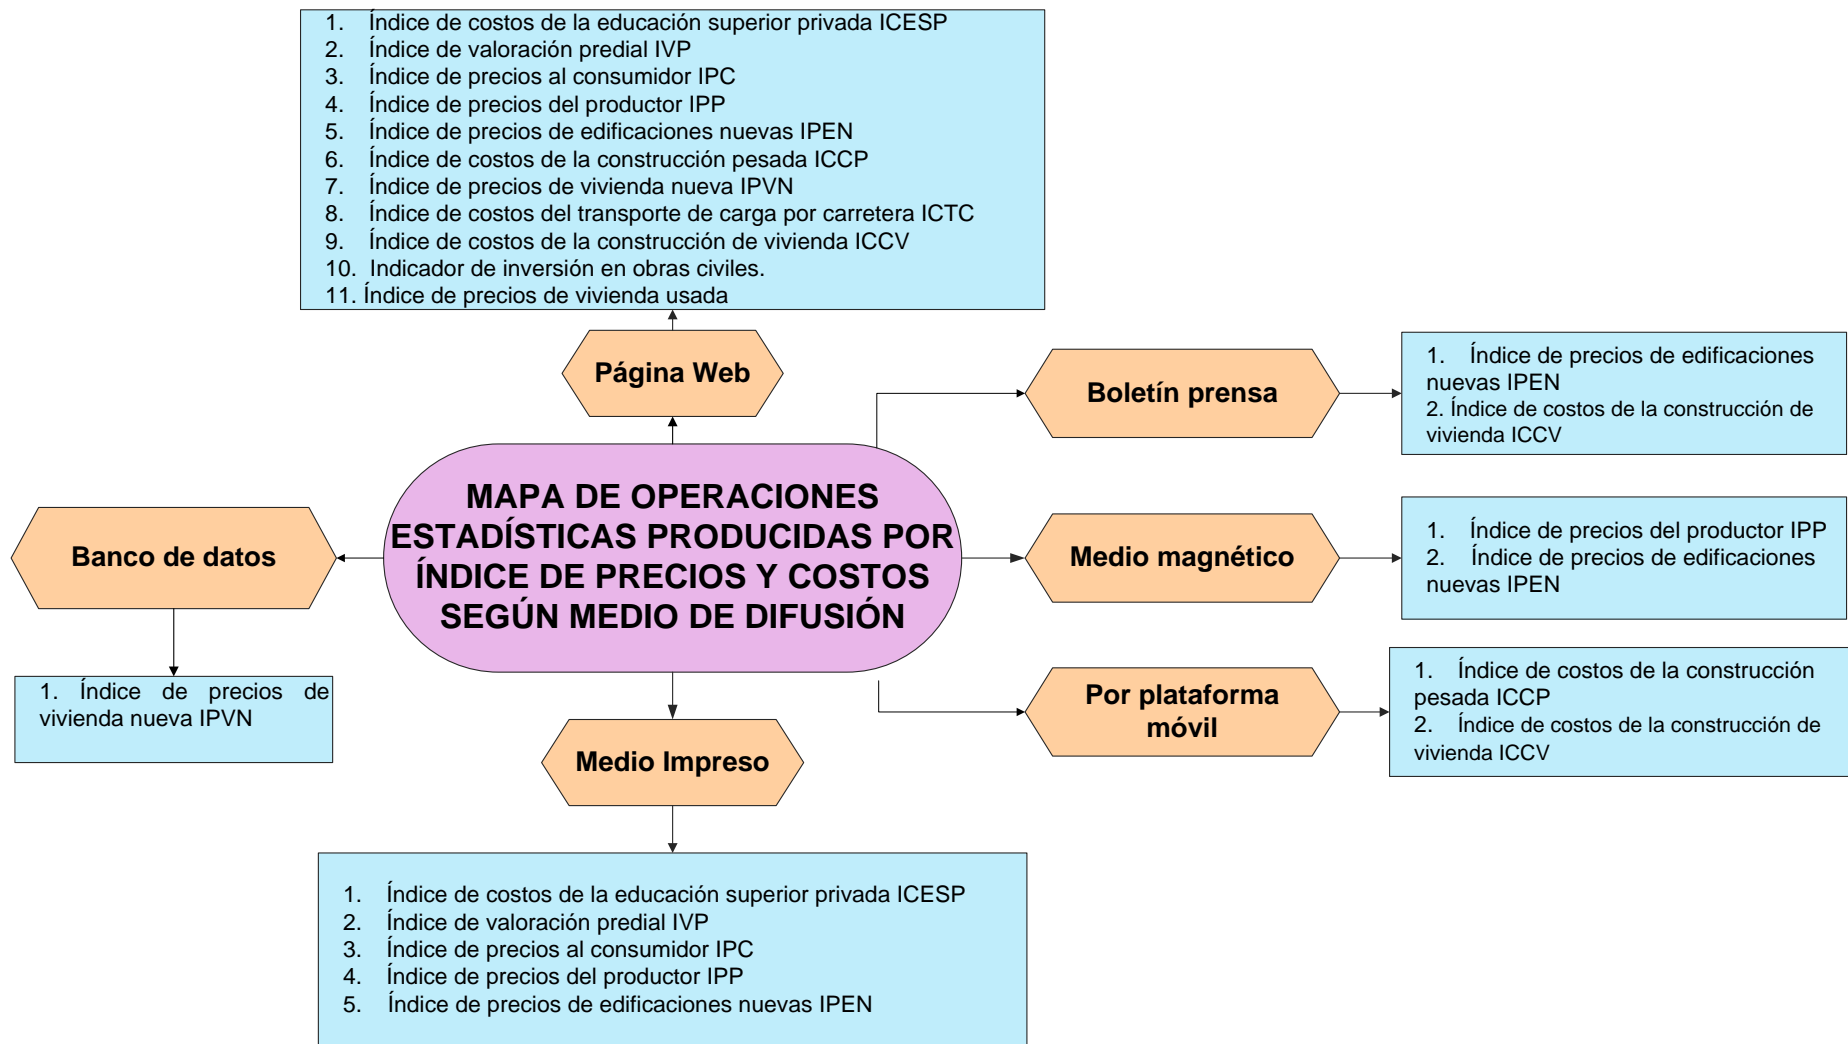 1. Índice de costos de la educación superior privada ICESP
2. Índice de valoración predial IVP
3. Índice de precios al consumidor IPC
4. Índice de precios del productor IPP
5. Índice de precios de edificaciones nuevas IPEN
6. Índice de costos de la construcción pesada ICCP
7. Índice de precios de vivienda nueva IPVN
8. Índice de costos del transporte de carga por carretera ICTC
9. Índice de costos de la construcción de vivienda ICCV
10. Indicador de inversión en obras civiles.
11. Índice de precios de vivienda usada
Página Web
Boletín prensa
1. Índice de precios de edificaciones
nuevas IPEN
2. Índice de costos de la construcción de
vivienda ICCV
MAPA DE OPERACIONES
ESTADÍSTICAS PRODUCIDAS POR
ÍNDICE DE PRECIOS Y COSTOS
SEGÚN MEDIO DE DIFUSIÓN
Banco de datos
1. Índice de precios de
vivienda nueva IPVN
Medio magnético
1. Índice de precios del productor IPP
2. Índice de precios de edificaciones
nuevas IPEN
Por plataforma
móvil
1. Índice de costos de la construcción
pesada ICCP
2. Índice de costos de la construcción de
vivienda ICCV
Medio Impreso
1. Índice de costos de la educación superior privada ICESP
2. Índice de valoración predial IVP
3. Índice de precios al consumidor IPC
4. Índice de precios del productor IPP
5. Índice de precios de edificaciones nuevas IPEN